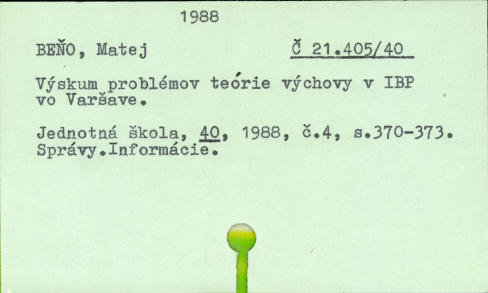 1988
BEŇO, Matej Č 21.405/40
Výskum problémov teórie výchovy v IBP
vo Varšave.
Jednotná škola, 40, 1988, č.4, s.370-373.
Správy.Informácie.